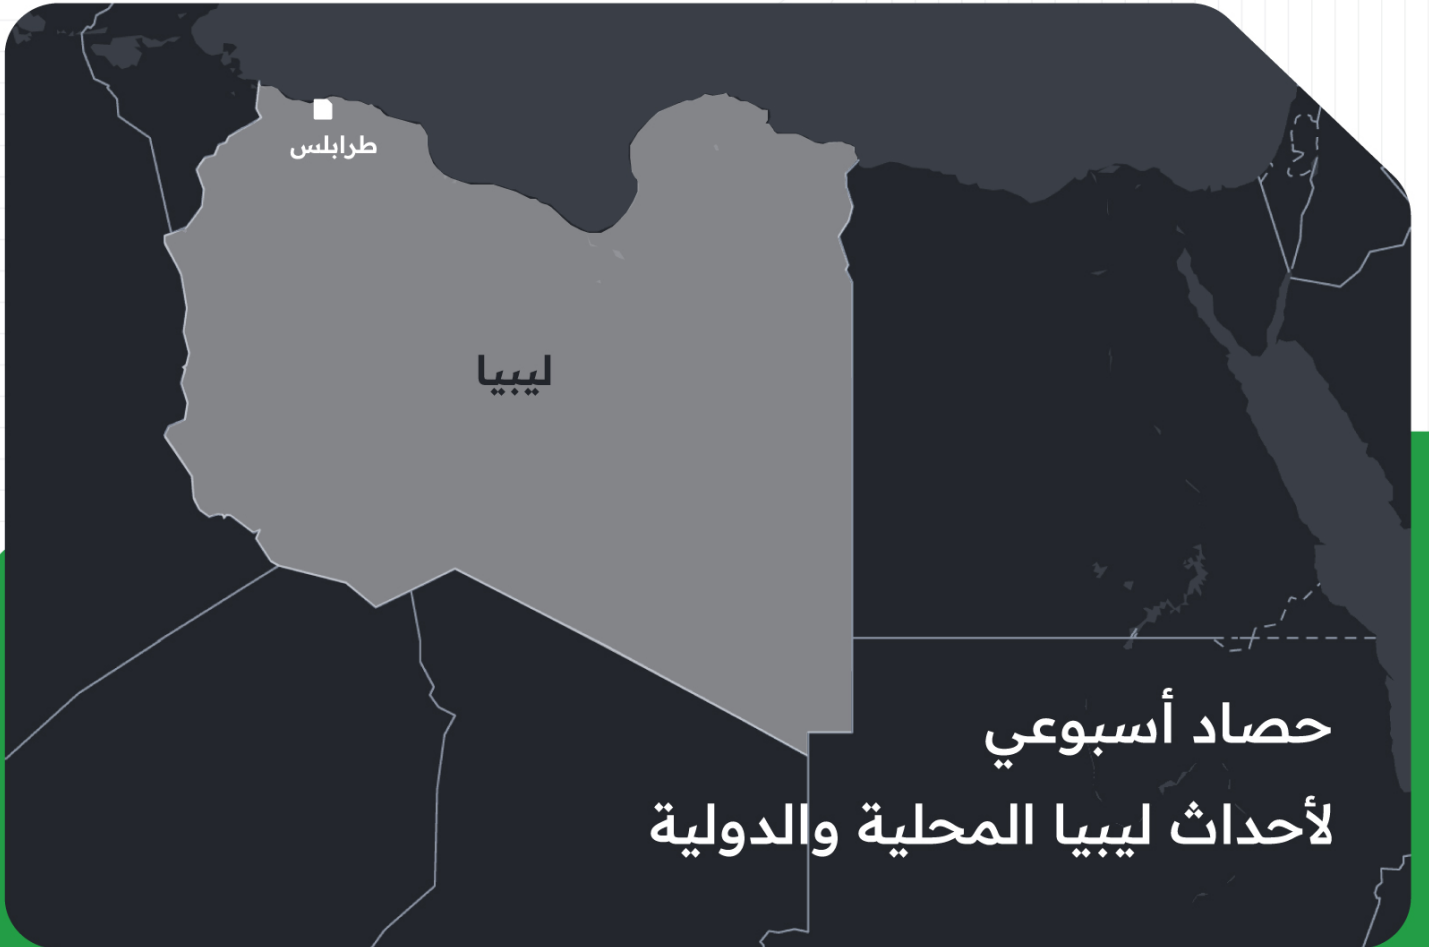 طرابلس
ليبيا
حصاد أسبوعي
لأحداث ليبيا المحلية والدولية